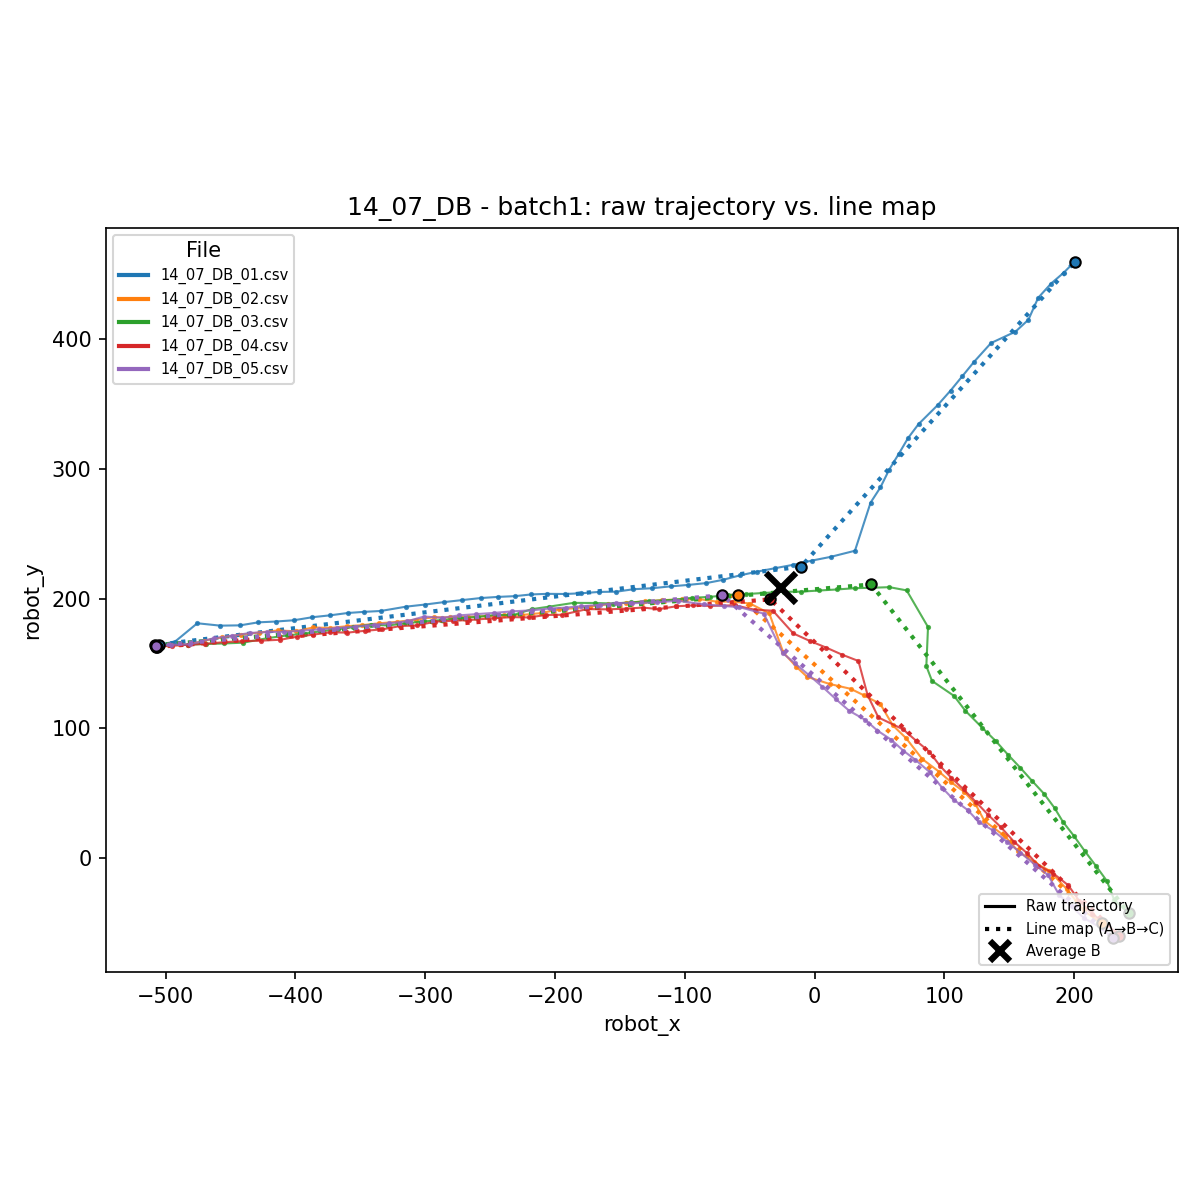 14_07_DB - batch1: raw trajectory vs. line map
File
14_07_DB_01.csv
14_07_DB_02.csv
14_07_DB_03.csv
14_07_DB_04.csv
14_07_DB_05.csv
400
300
200
100
0
robot_y
Raw trajectory
Line map (A→B→C)
Average B
−500
−400
−300
−200
−100
0
100
200
robot_x